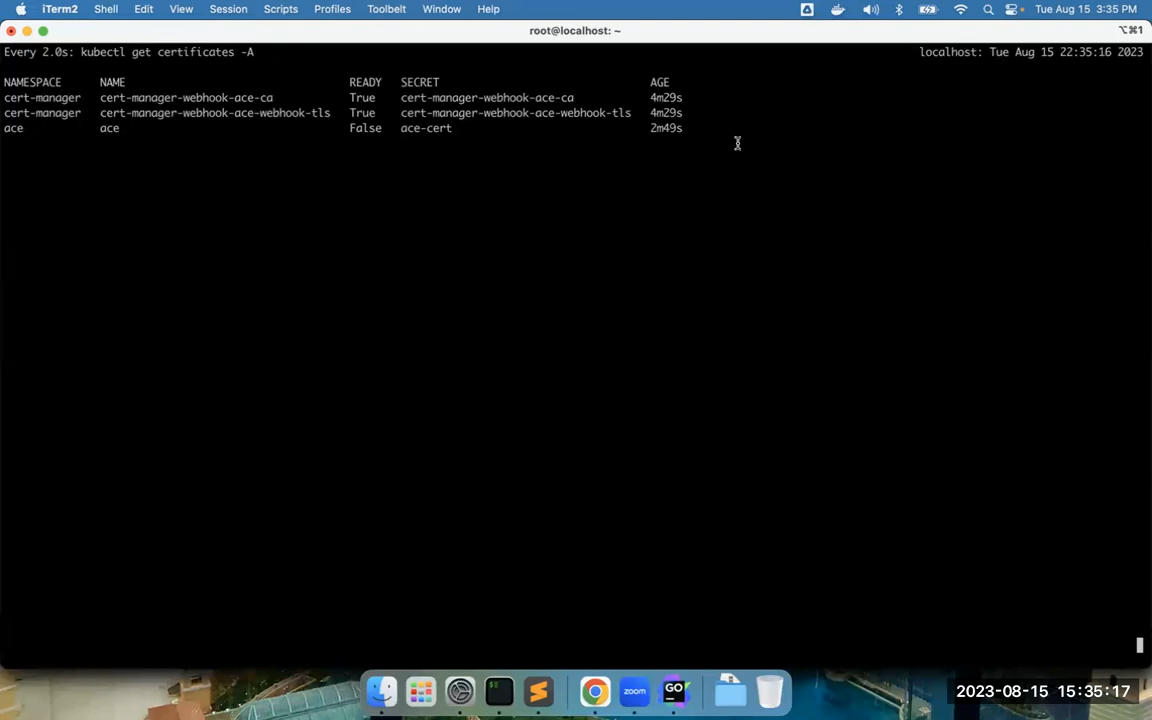 iTerm2 Shell Edit View Session Scripts Profiles Toolbelt Window Help Tue Aug 15 3:35 PM
root@localhost: ~ ⌥⌘1
Every 2.0s: kubectl get certificates -A localhost: Tue Aug 15 22:35:16 2023
NAMESPACE NAME READY SECRET AGE
cert-manager cert-manager-webhook-ace-ca True cert-manager-webhook-ace-ca 4m29s
cert-manager cert-manager-webhook-ace-webhook-tls True cert-manager-webhook-ace-webhook-tls 4m29s
ace ace False ace-cert 2m49s
zoom GO
2023-08-15 15:35:17